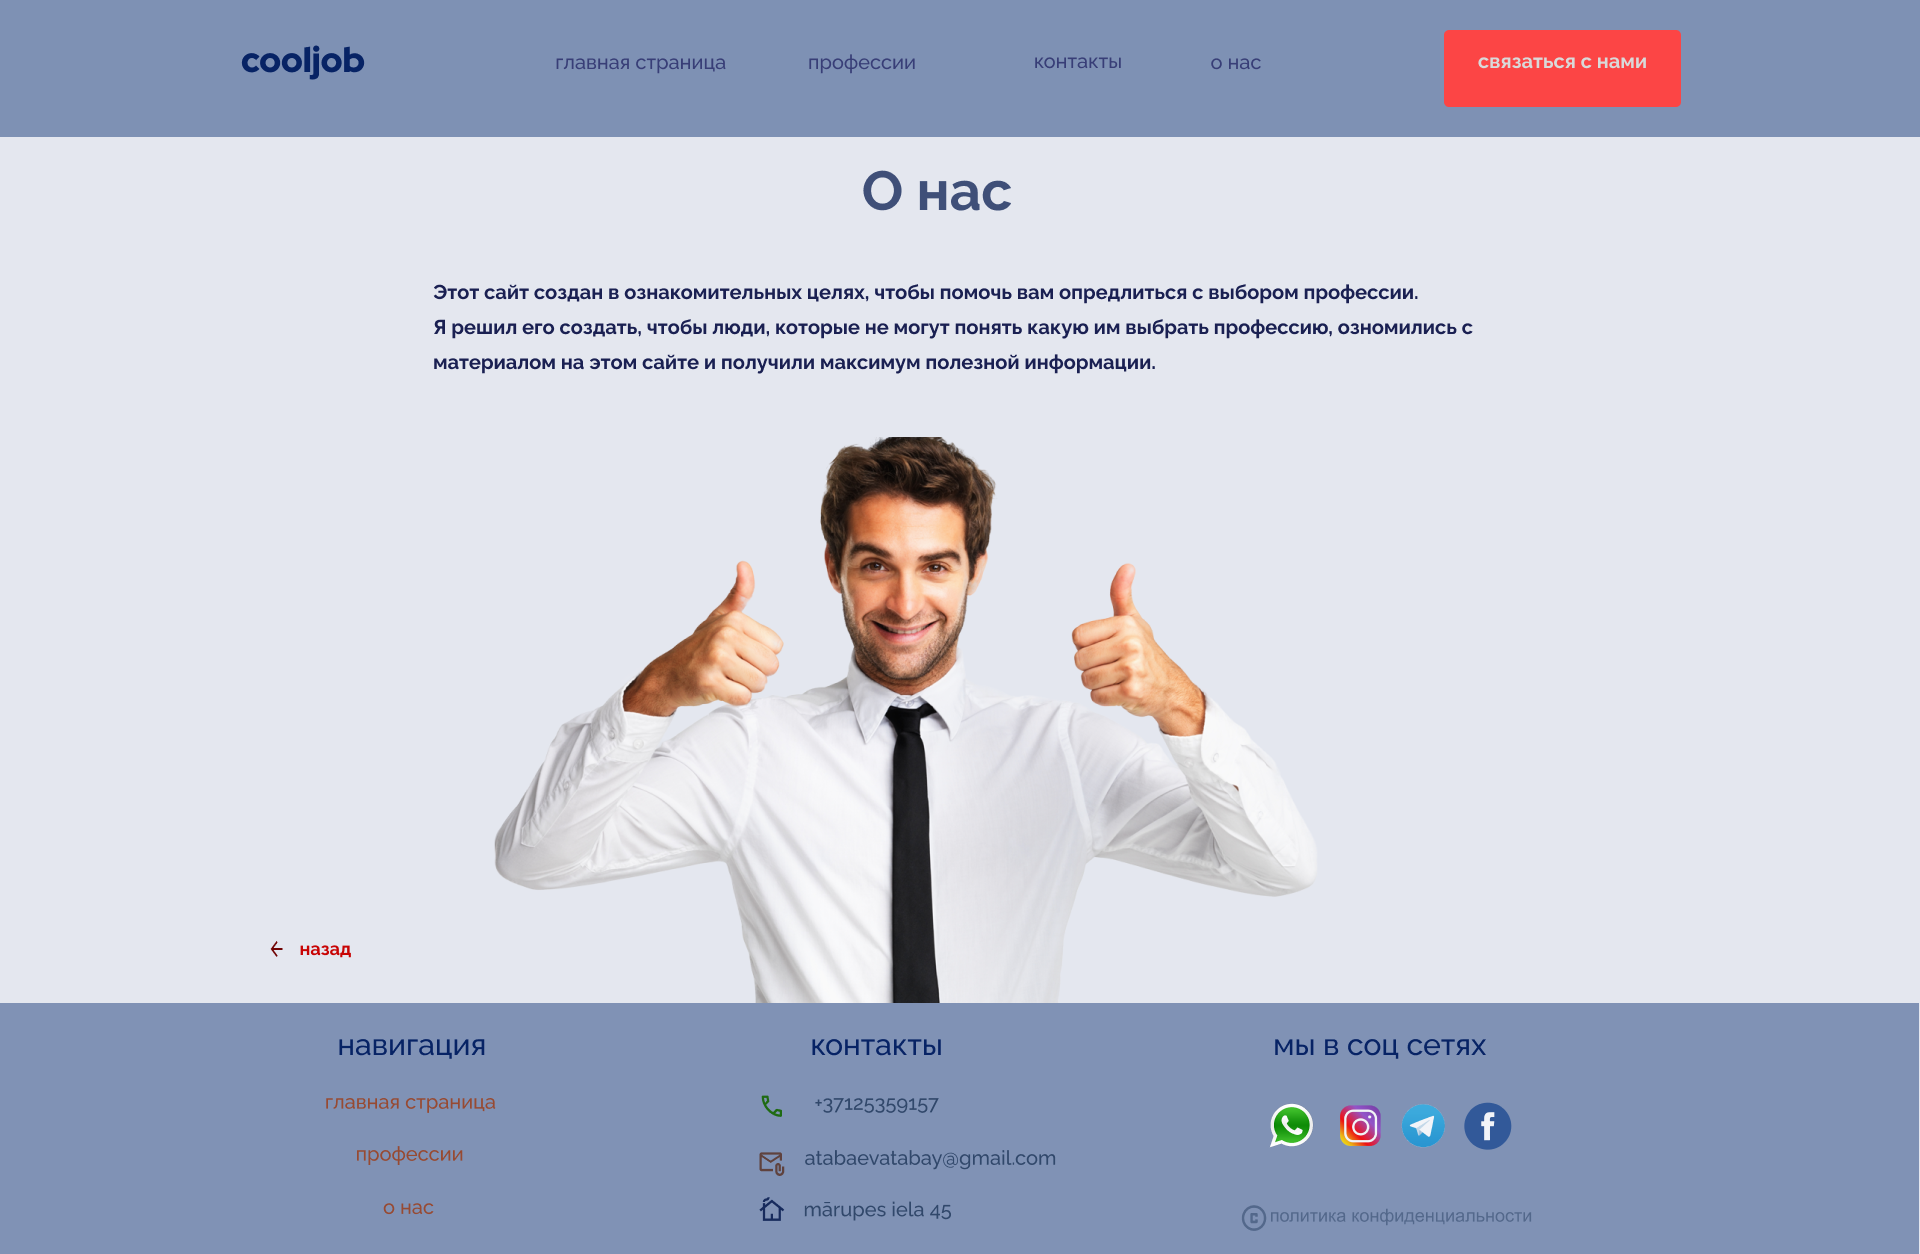 cooljob
главная страница
профессии
контакты
о нас
связаться с нами
О нас
Этот сайт создан в ознакомительных целях, чтобы помочь вам опредлиться с выбором профессии.
Я решил его создать, чтобы люди, которые не могут понять какую им выбрать профессию, озномились с
материалом на этом сайте и получили максимум полезной информации.
назад
навигация
главная страница
профессии
о нас
контакты
+37125359157
atabaevatabay@gmail.com
mārupes iela 45
мы в соц сетях
политика конфиденциальности